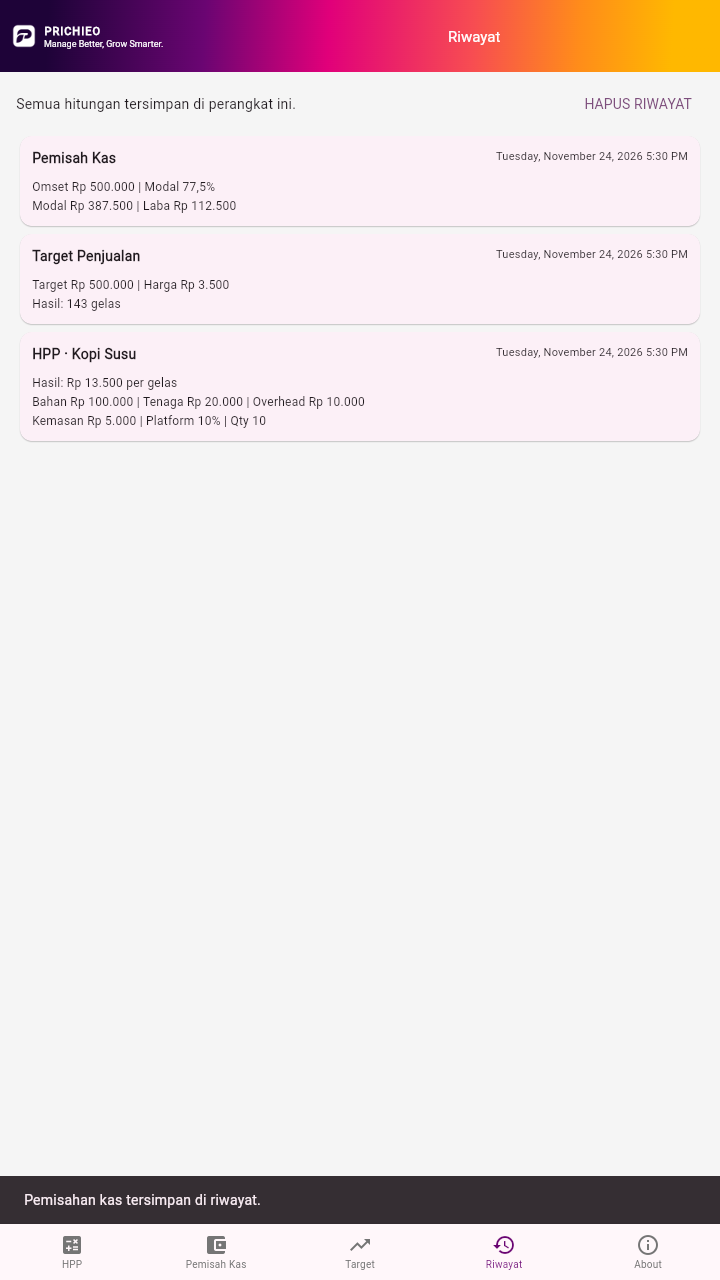 PRICHIEO
Manage Better, Grow Smarter.
Riwayat
Semua hitungan tersimpan di perangkat ini.
HAPUS RIWAYAT
Pemisah Kas
Tuesday, November 24, 2026 5:30 PM
Omset Rp 500.000 | Modal 77,5%
Modal Rp 387.500 | Laba Rp 112.500
Target Penjualan
Tuesday, November 24, 2026 5:30 PM
Target Rp 500.000 | Harga Rp 3.500
Hasil: 143 gelas
HPP · Kopi Susu
Tuesday, November 24, 2026 5:30 PM
Hasil: Rp 13.500 per gelas
Bahan Rp 100.000 | Tenaga Rp 20.000 | Overhead Rp 10.000
Kemasan Rp 5.000 | Platform 10% | Qty 10
Pemisahan kas tersimpan di riwayat.
HPP
Pemisah Kas
Target
Riwayat
About